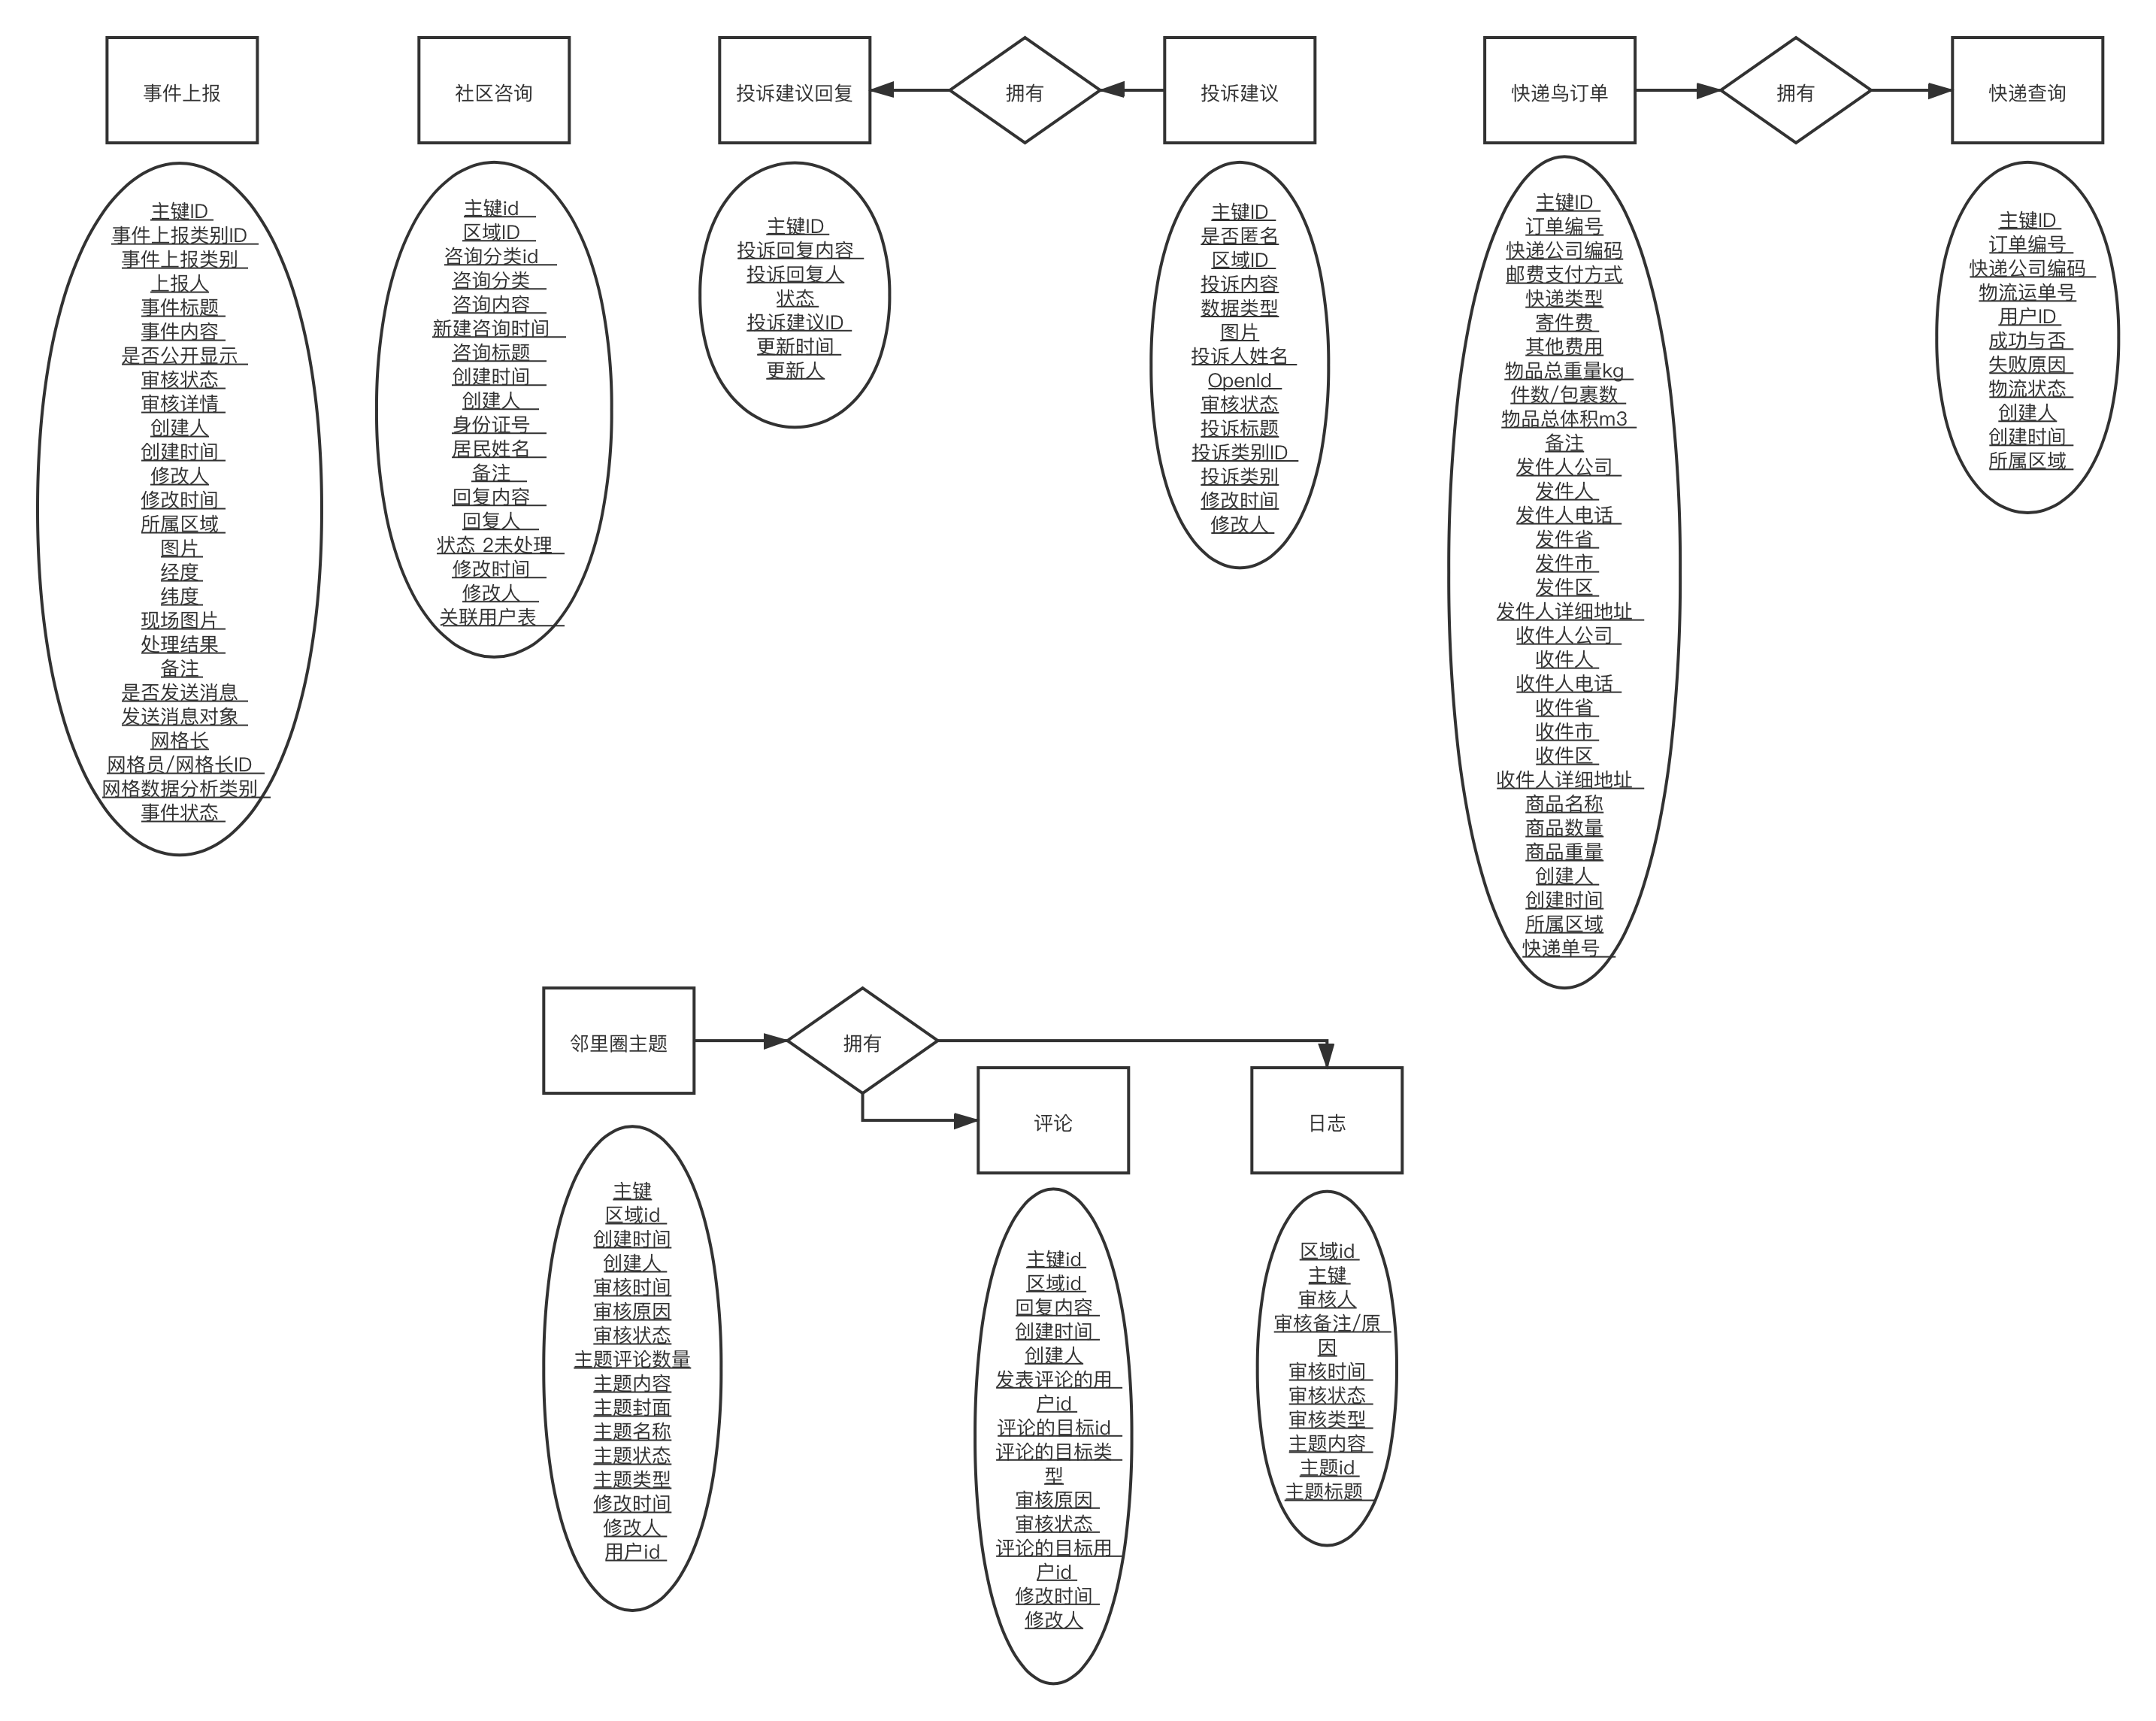 事件上报
社区咨询
投诉建议回复
拥有
投诉建议
快递鸟订单
拥有
快递查询
主键ID
事件上报类别ID
事件上报类别
上报人
事件标题
事件内容
是否公开显示
审核状态
审核详情
创建人
创建时间
修改人
修改时间
所属区域
图片
经度
纬度
现场图片
处理结果
备注
是否发送消息
发送消息对象
网格长
网格员/网格长ID
网格数据分析类别
事件状态
主键id
区域ID
咨询分类id
咨询分类
咨询内容
新建咨询时间
咨询标题
创建时间
创建人
身份证号
居民姓名
备注
回复内容
回复人
状态 2未处理
修改时间
修改人
关联用户表
主键ID
投诉回复内容
投诉回复人
状态
投诉建议ID
更新时间
更新人
主键ID
是否匿名
区域ID
投诉内容
数据类型
图片
投诉人姓名
OpenId
审核状态
投诉标题
投诉类别ID
投诉类别
修改时间
修改人
主键ID
订单编号
快递公司编码
邮费支付方式
快递类型
寄件费
其他费用
物品总重量kg
件数/包裹数
物品总体积m3
备注
发件人公司
发件人
发件人电话
发件省
发件市
发件区
发件人详细地址
收件人公司
收件人
收件人电话
收件省
收件市
收件区
收件人详细地址
商品名称
商品数量
商品重量
创建人
创建时间
所属区域
快递单号
主键ID
订单编号
快递公司编码
物流运单号
用户ID
成功与否
失败原因
物流状态
创建人
创建时间
所属区域
邻里圈主题
拥有
评论
日志
主键
区域id
创建时间
创建人
审核时间
审核原因
审核状态
主题评论数量
主题内容
主题封面
主题名称
主题状态
主题类型
修改时间
修改人
用户id
主键id
区域id
回复内容
创建时间
创建人
发表评论的用
户id
评论的目标id
评论的目标类
型
审核原因
审核状态
评论的目标用
户id
修改时间
修改人
区域id
主键
审核人
审核备注/原
因
审核时间
审核状态
审核类型
主题内容
主题id
主题标题